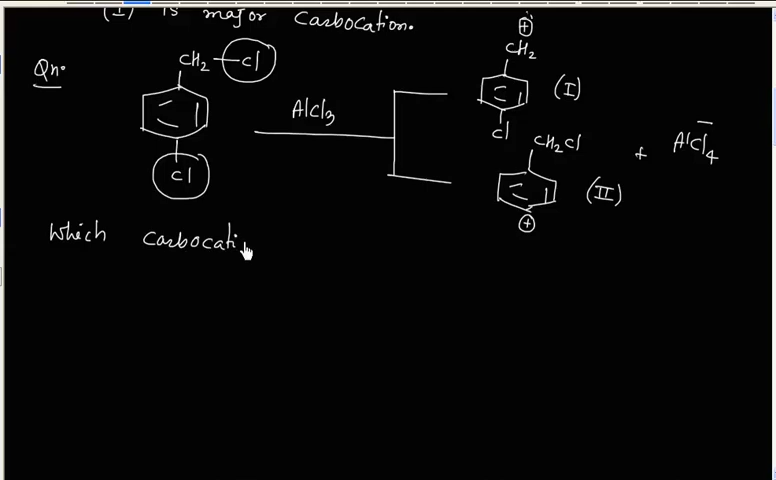 (I) is major Carbocation.
Qn.
CH2-Cl
Cl
AlCl3
⊕
CH2
(I)
Cl
CH2Cl
(II)
⊕
+ AlCl4⁻
Which Carbocati